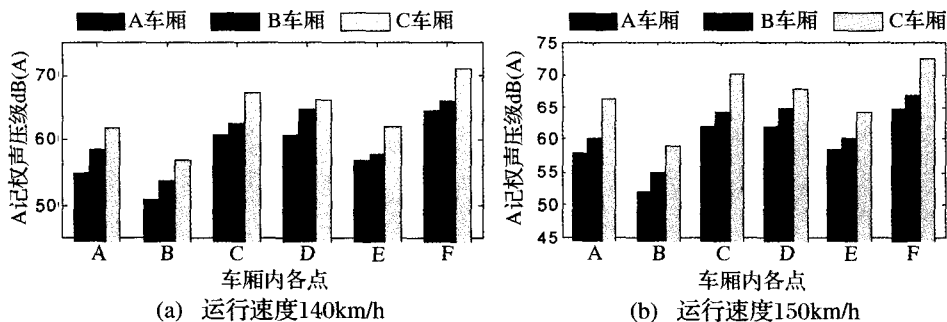 A车厢 B车厢 C车厢
A记权声压级dB(A)
70
60
50
A B C D E F
车厢内各点
(a) 运行速度140km/h
A车厢 B车厢 C车厢
A记权声压级dB(A)
75
70
65
60
55
50
45
A B C D E F
车厢内各点
(b) 运行速度150km/h